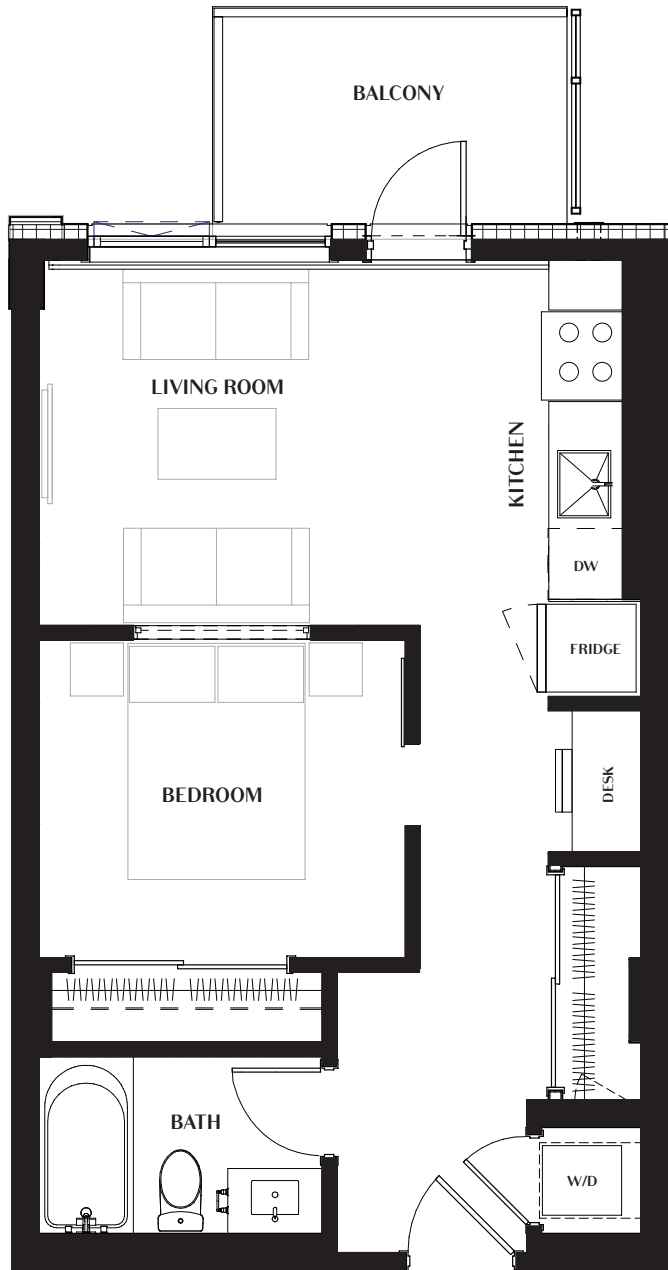 BALCONY
LIVING ROOM
KITCHEN
DW
FRIDGE
BEDROOM
DESK
BATH
W/D